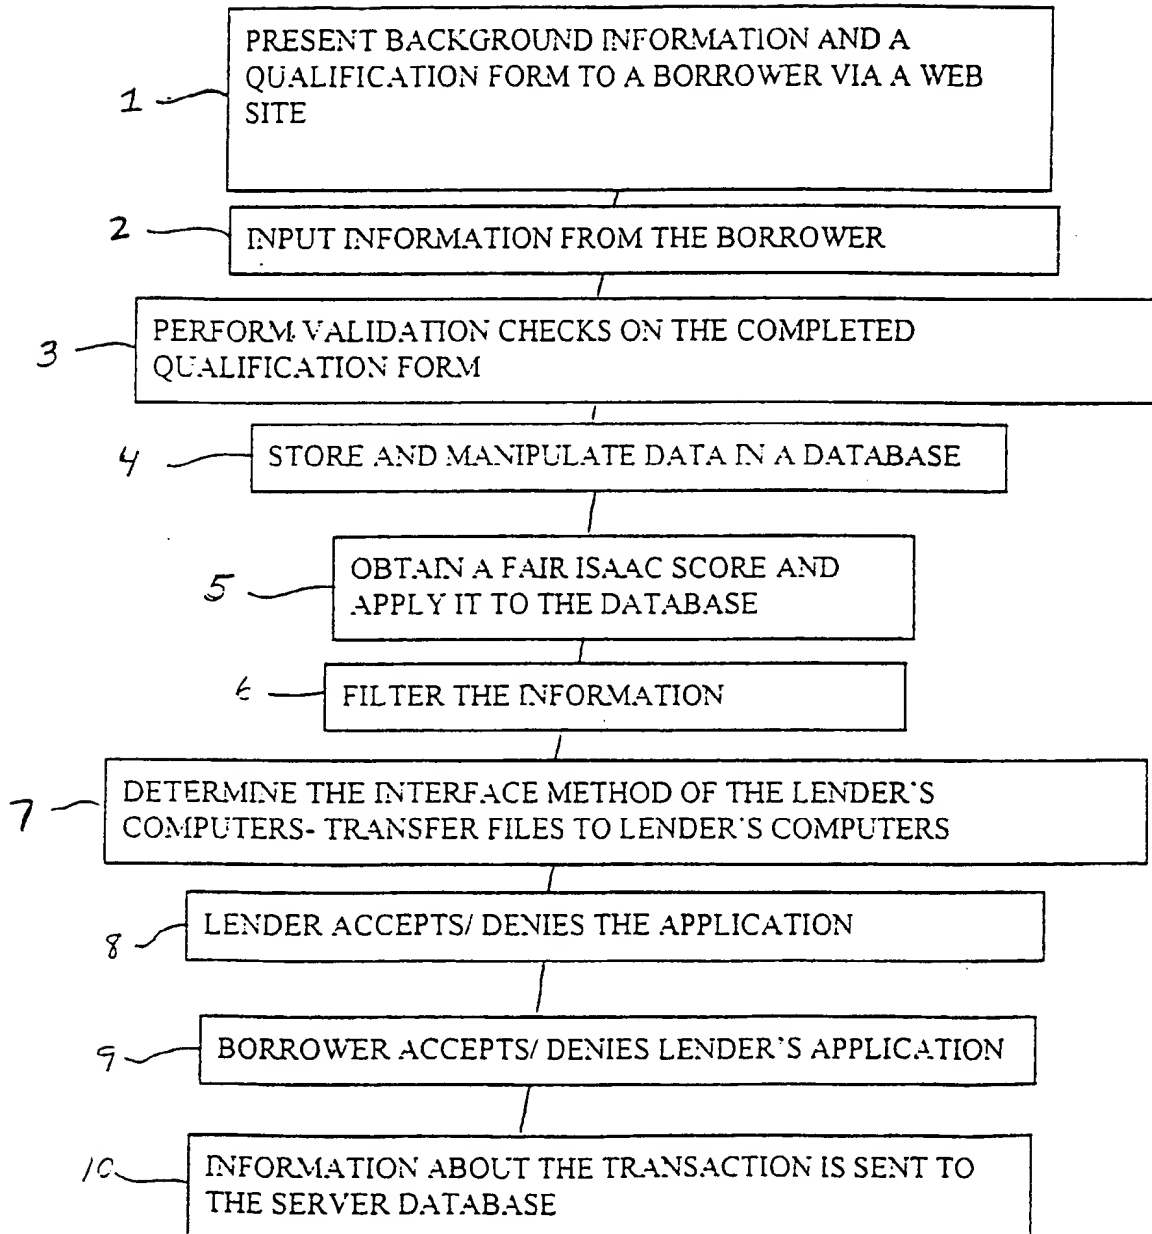 PRESENT BACKGROUND INFORMATION AND A
QUALIFICATION FORM TO A BORROWER VIA A WEB
SITE
1
2
INPUT INFORMATION FROM THE BORROWER
3
PERFORM VALIDATION CHECKS ON THE COMPLETED
QUALIFICATION FORM
4
STORE AND MANIPULATE DATA IN A DATABASE
5
OBTAIN A FAIR ISAAC SCORE AND
APPLY IT TO THE DATABASE
6
FILTER THE INFORMATION
7
DETERMINE THE INTERFACE METHOD OF THE LENDER'S
COMPUTERS- TRANSFER FILES TO LENDER'S COMPUTERS
8
LENDER ACCEPTS/ DENIES THE APPLICATION
9
BORROWER ACCEPTS/ DENIES LENDER'S APPLICATION
10
INFORMATION ABOUT THE TRANSACTION IS SENT TO
THE SERVER DATABASE